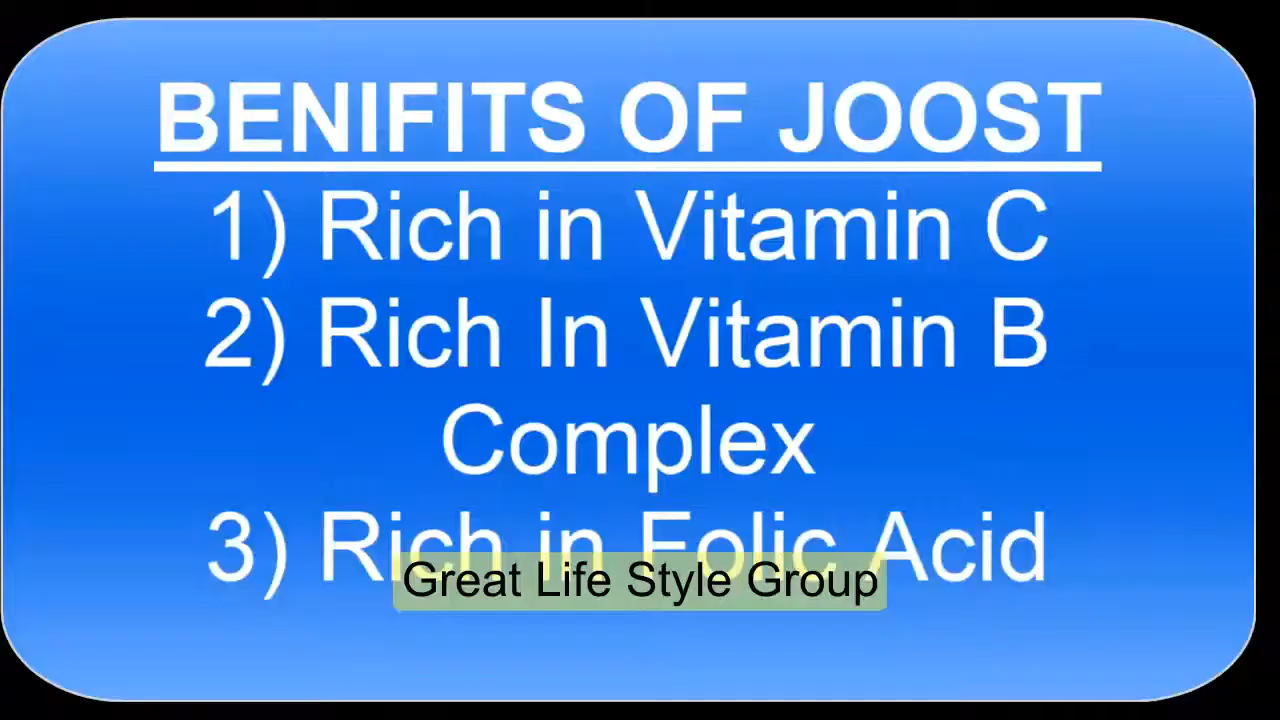 BENIFITS OF JOOST
1) Rich in Vitamin C
2) Rich In Vitamin B
Complex
3) Rich in Folic Acid
Great Life Style Group